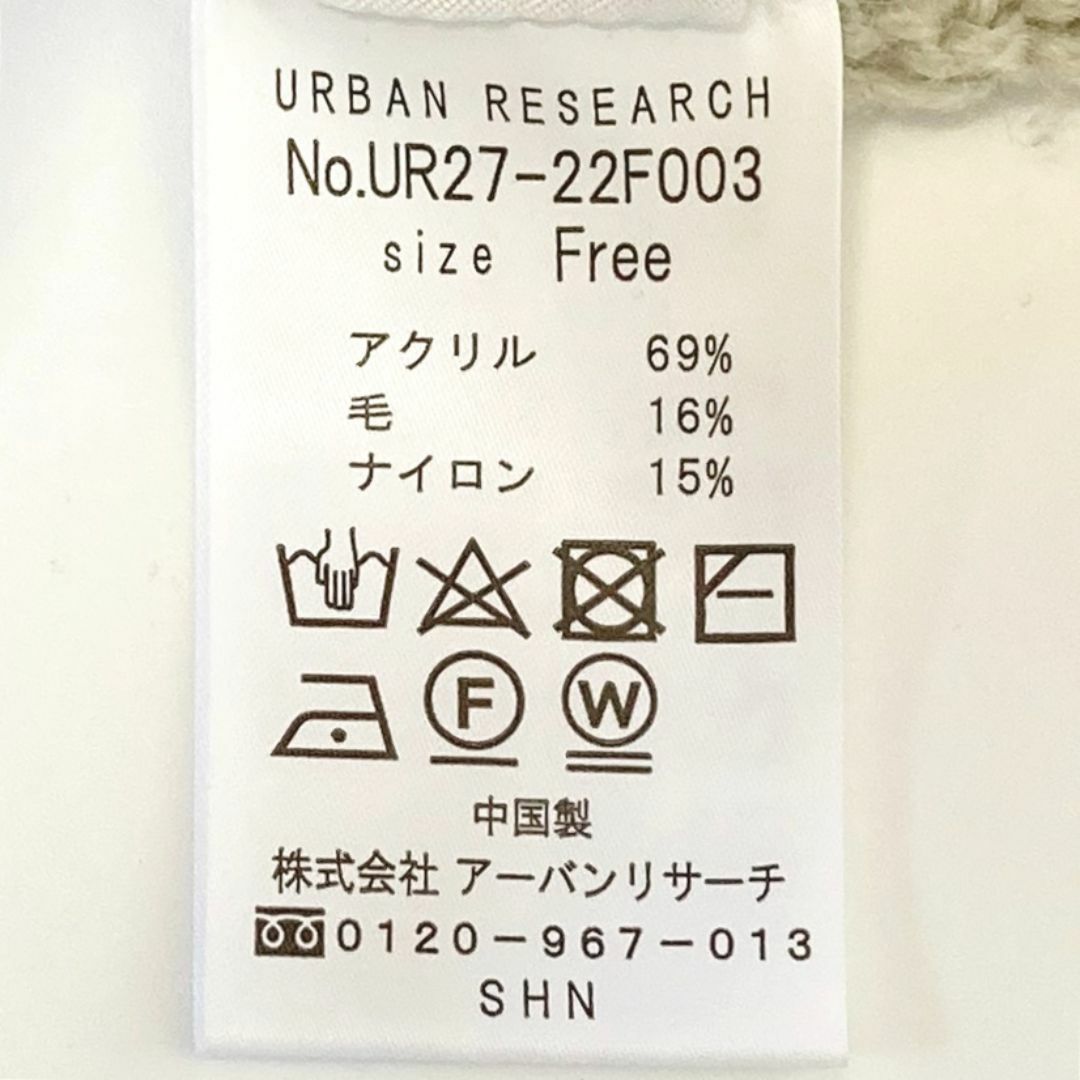 URBAN RESEARCH
No.UR27-22F003
size Free
アクリル 69%
毛 16%
ナイロン 15%
F W
中国製
株式会社 アーバンリサーチ
0120-967-013
SHN